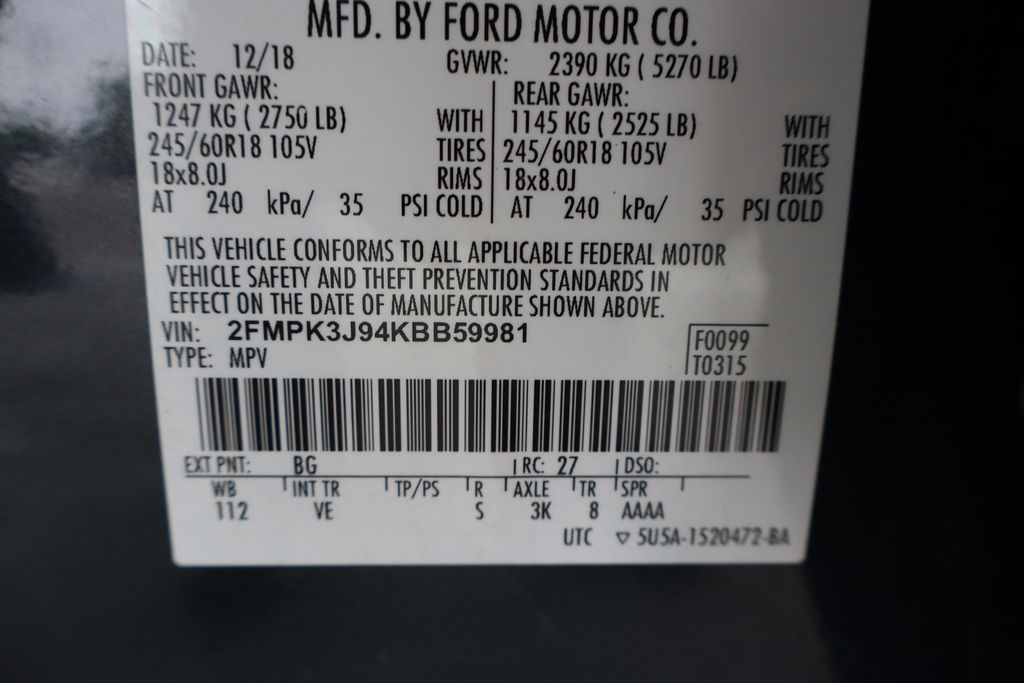 MFD. BY FORD MOTOR CO.
DATE: 12/18 GVWR: 2390 KG ( 5270 LB)
FRONT GAWR: REAR GAWR:
1247 KG ( 2750 LB) WITH 1145 KG ( 2525 LB) WITH
245/60R18 105V TIRES 245/60R18 105V TIRES
18x8.0J RIMS 18x8.0J RIMS
AT 240 kPa/ 35 PSI COLD AT 240 kPa/ 35 PSI COLD
THIS VEHICLE CONFORMS TO ALL APPLICABLE FEDERAL MOTOR
VEHICLE SAFETY AND THEFT PREVENTION STANDARDS IN
EFFECT ON THE DATE OF MANUFACTURE SHOWN ABOVE.
VIN: 2FMPK3J94KBB59981 F0099
TYPE: MPV T0315
EXT PNT: BG RC: 27 DSO:
WB INT TR TP/PS R AXLE TR SPR
112 VE S 3K 8 AAAA
UTC ▽ 5U5A-1520472-BA